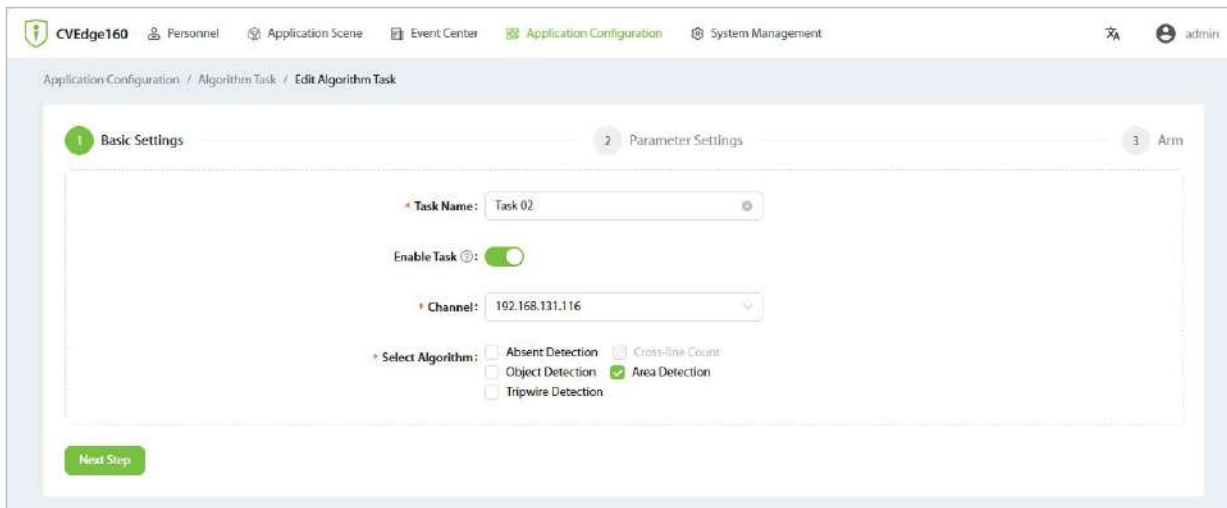 CVEdge160 Personnel Application Scene Event Center Application Configuration System Management admin
Application Configuration / Algorithm Task / Edit Algorithm Task
1 Basic Settings 2 Parameter Settings 3 Arm
* Task Name: Task 02
Enable Task ?:
* Channel: 192.168.131.116
* Select Algorithm: Absent Detection Cross-line Count
Object Detection Area Detection
Tripwire Detection
Next Step